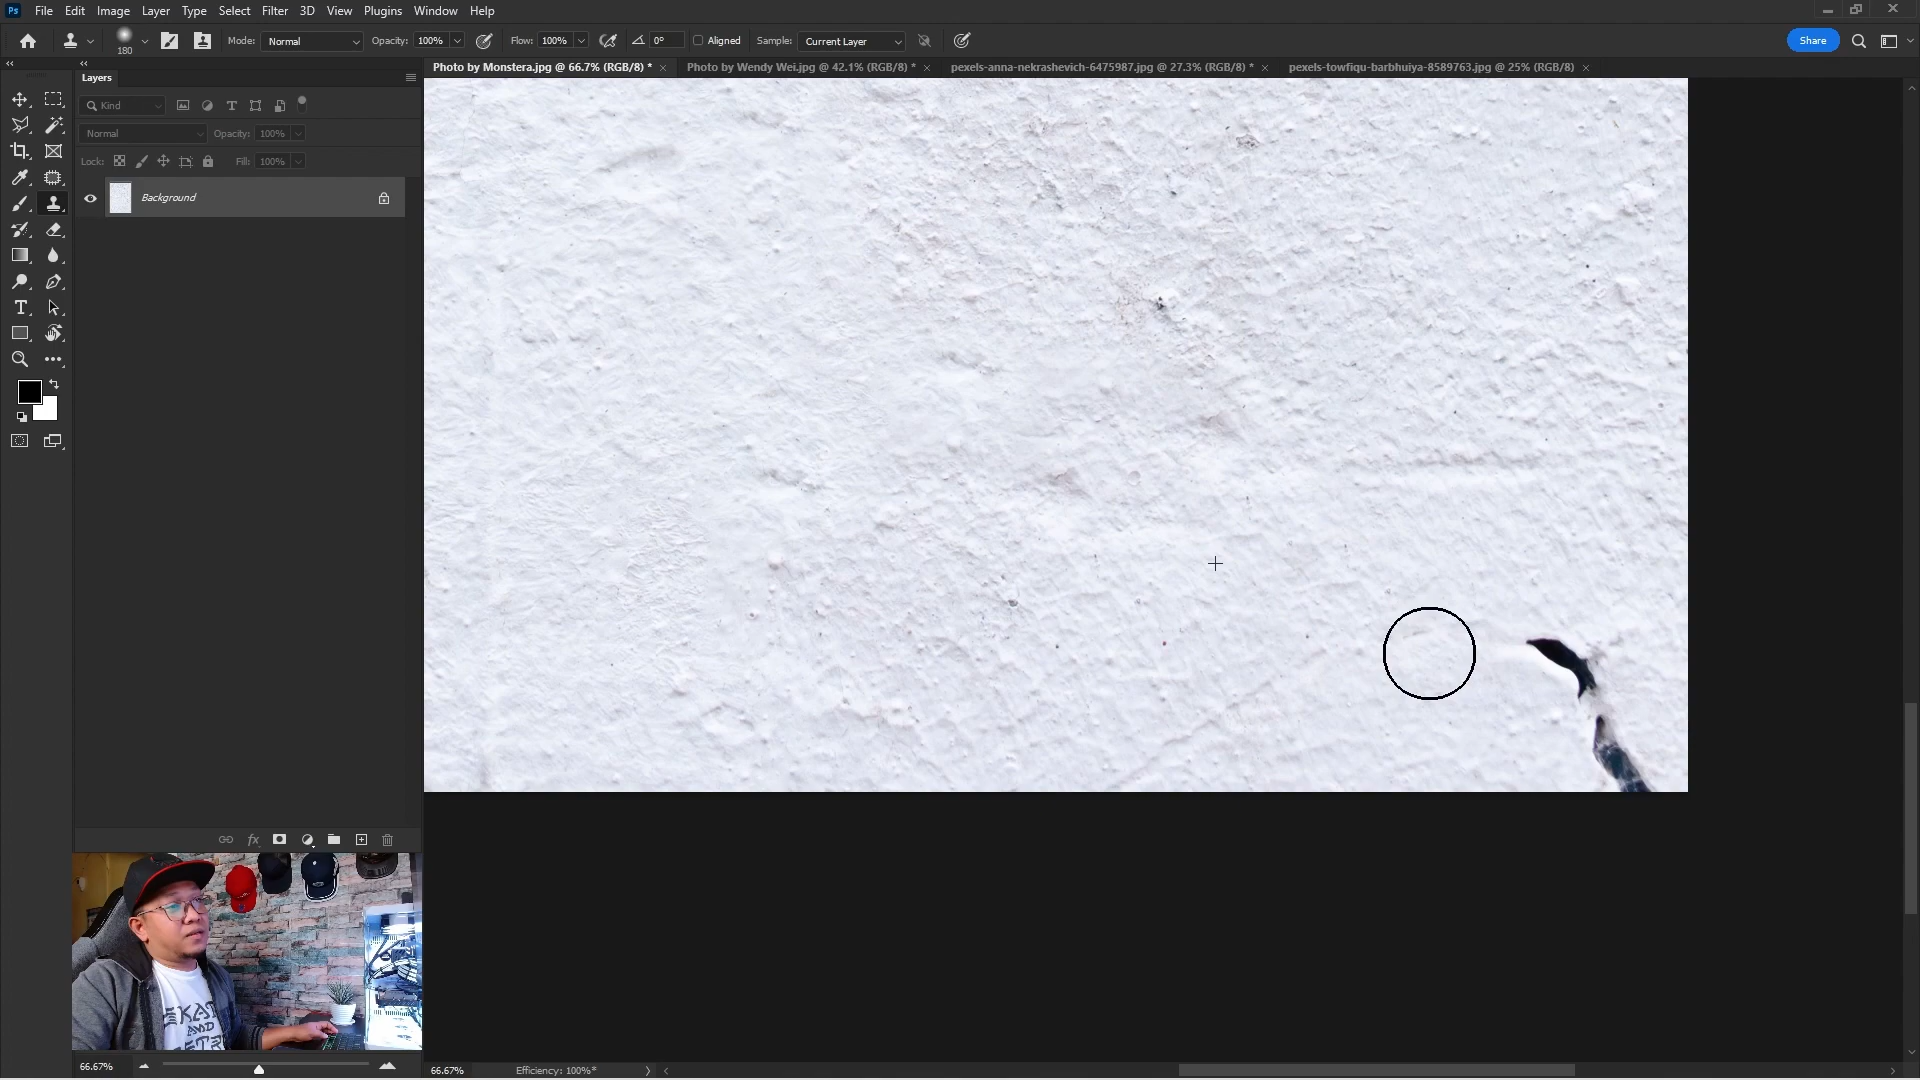 Ps File Edit Image Layer Type Select Filter 3D View Plugins Window Help
180 Mode: Normal Opacity: 100% Flow: 100% 0° Aligned Sample: Current Layer Share
Photo by Monstera.jpg @ 66.7% (RGB/8) * Photo by Wendy Wei.jpg @ 42.1% (RGB/8) * pexels-anna-nekrashevich-6475987.jpg @ 27.3% (RGB/8) * pexels-towfiqu-barbhuiya-8589763.jpg @ 25% (RGB/8)
Layers
Kind
Normal Opacity: 100%
Lock: Fill: 100%
Background
fx
AND
66.67% 66.67% Efficiency: 100%*